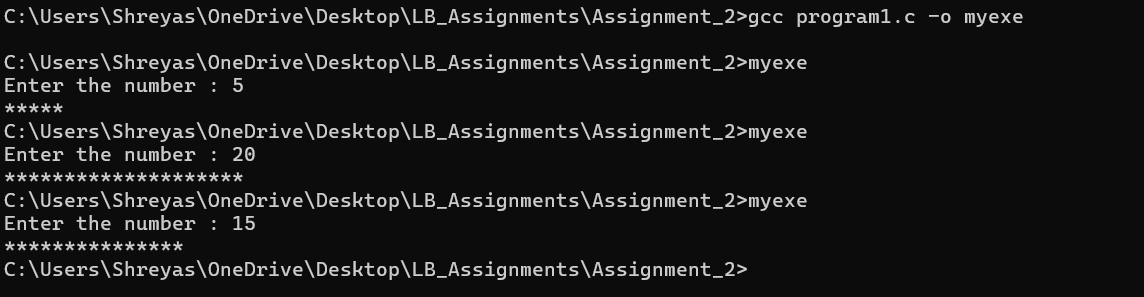 C:\Users\Shreyas\OneDrive\Desktop\LB_Assignments\Assignment_2>gcc program1.c -o myexe
C:\Users\Shreyas\OneDrive\Desktop\LB_Assignments\Assignment_2>myexe
Enter the number : 5
*****
C:\Users\Shreyas\OneDrive\Desktop\LB_Assignments\Assignment_2>myexe
Enter the number : 20
********************
C:\Users\Shreyas\OneDrive\Desktop\LB_Assignments\Assignment_2>myexe
Enter the number : 15
***************
C:\Users\Shreyas\OneDrive\Desktop\LB_Assignments\Assignment_2>